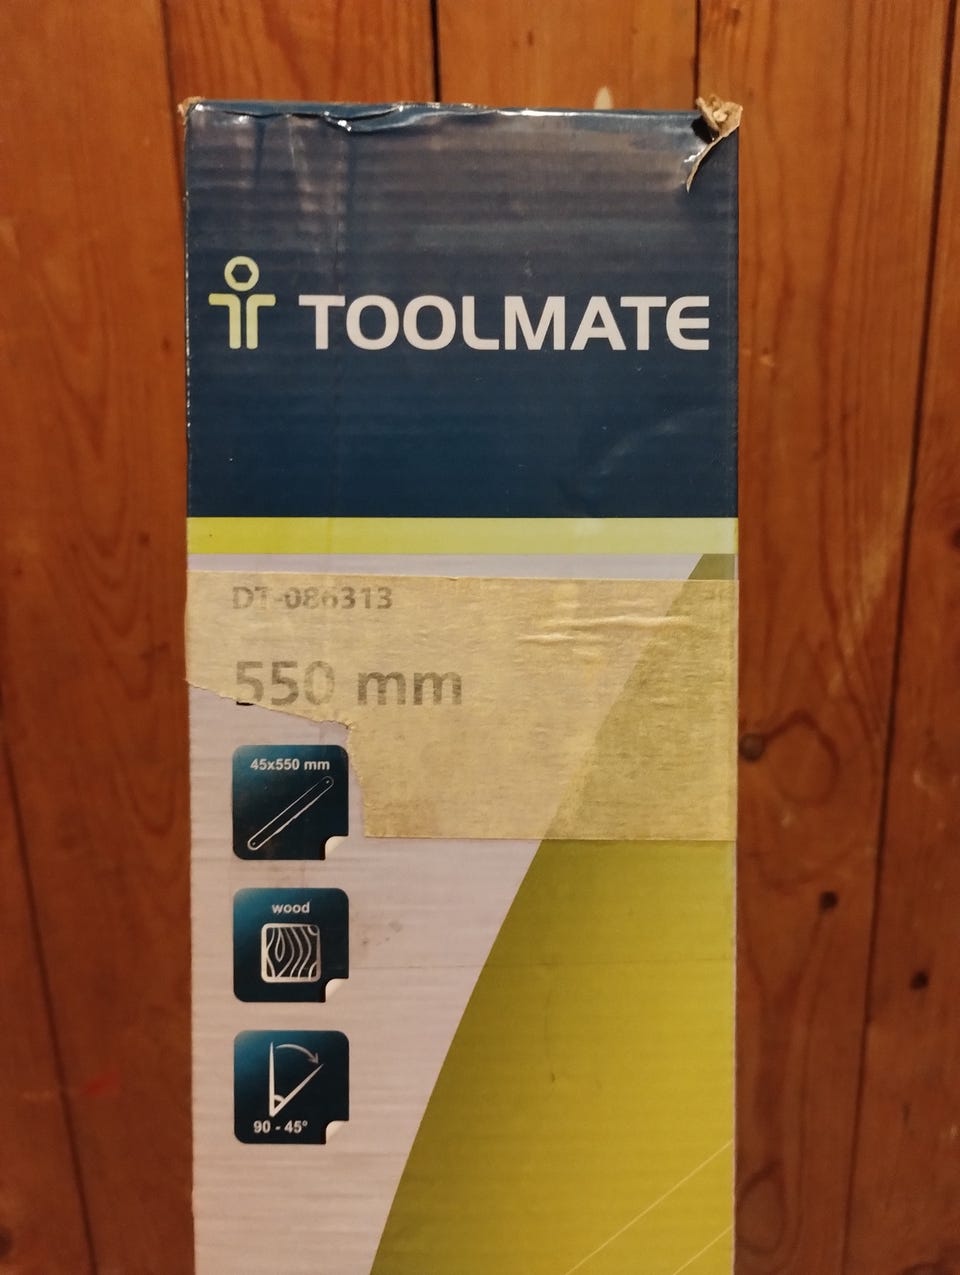 TOOLMATE
DT-086313
550 mm
45x550 mm
wood
90 - 45°